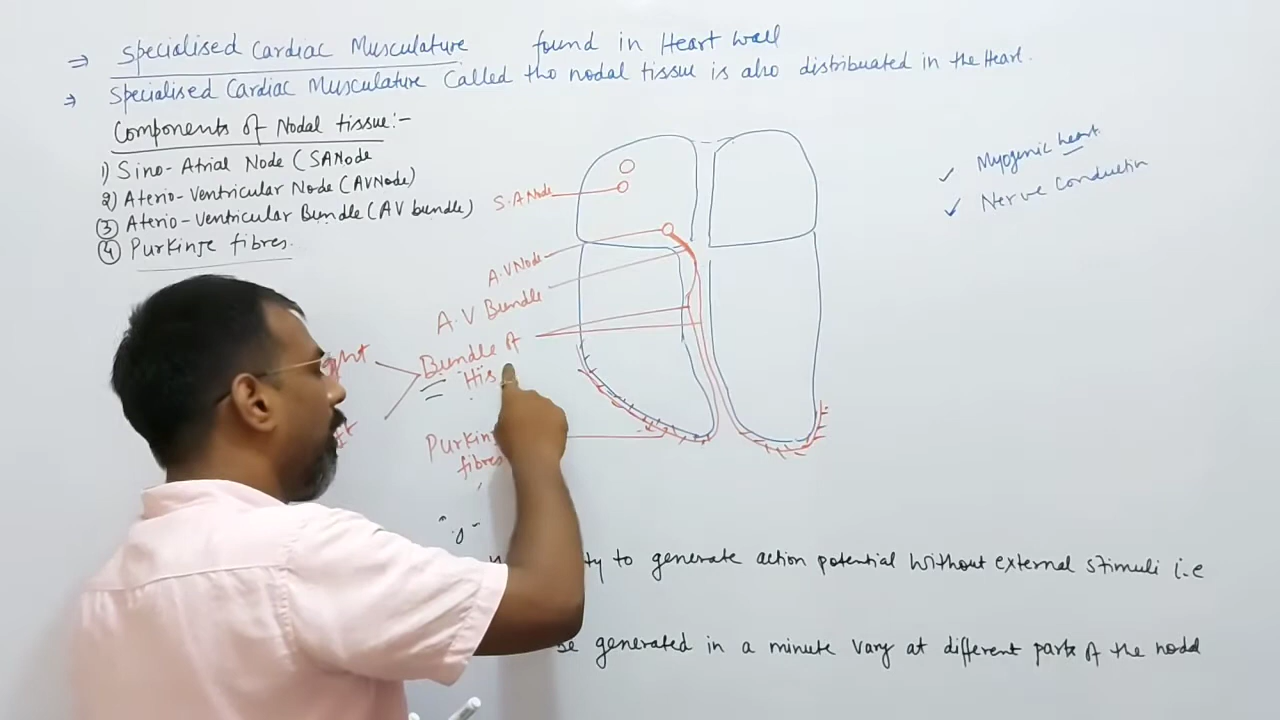 ⇒ Specialised Cardiac Musculature found in Heart wall
⇒ Specialised Cardiac Musculature Called the nodal tissue is also distribuated in the Heart.
Components of Nodal tissue:-
1) Sino-Atrial Node (SANode
2) Aterio-Ventricular Node (AVNode)
③ Aterio-Ventricular Bundle (AV bundle)
④ Purkinje fibres.
✓ Myogenic heart
✓ Nerve Conduction
S.A Node
A.V Node
A.V Bundle
Bundle of
His
fibres
to generate action potential without external stimuli i.e
generated in a minute vary at different parts of the nodal